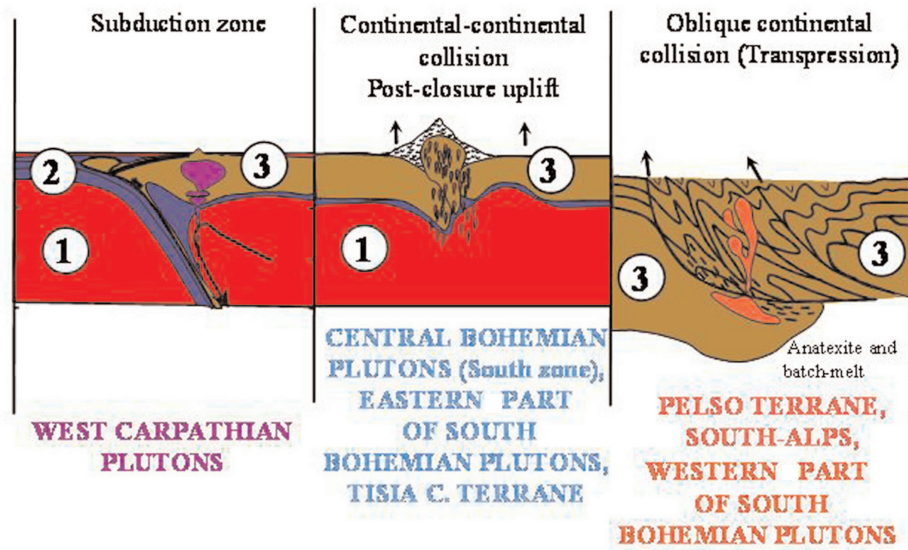 Subduction zone
Continental-continental
collision
Post-closure uplift
Oblique continental
collision (Transpression)
2
3
1
3
1
3
3
Anatexite and
batch-melt
WEST CARPATHIAN
PLUTONS
CENTRAL BOHEMIAN
PLUTONS (South zone),
EASTERN PART
OF SOUTH
BOHEMIAN PLUTONS,
TISIA C. TERRANE
PELSO TERRANE,
SOUTH-ALPS,
WESTERN PART
OF SOUTH
BOHEMIAN PLUTONS